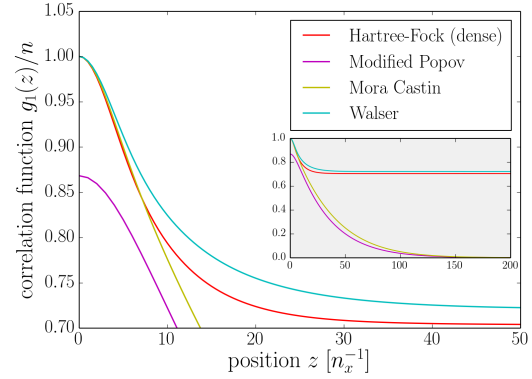 1.05
1.00
0.95
0.90
0.85
0.80
0.75
0.70
correlation function g₁(z)/n
0 10 20 30 40 50
position z [nₓ⁻¹]
Hartree-Fock (dense)
Modified Popov
Mora Castin
Walser
1.0
0.8
0.6
0.4
0.2
0.0
0 50 100 150 200